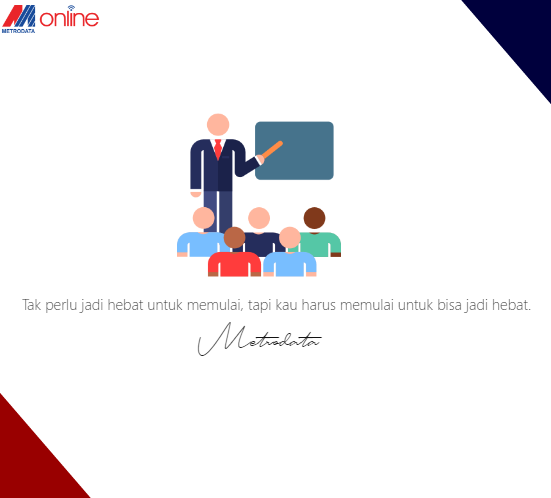 METRODATA
online
Tak perlu jadi hebat untuk memulai, tapi kau harus memulai untuk bisa jadi hebat.
Metrodata